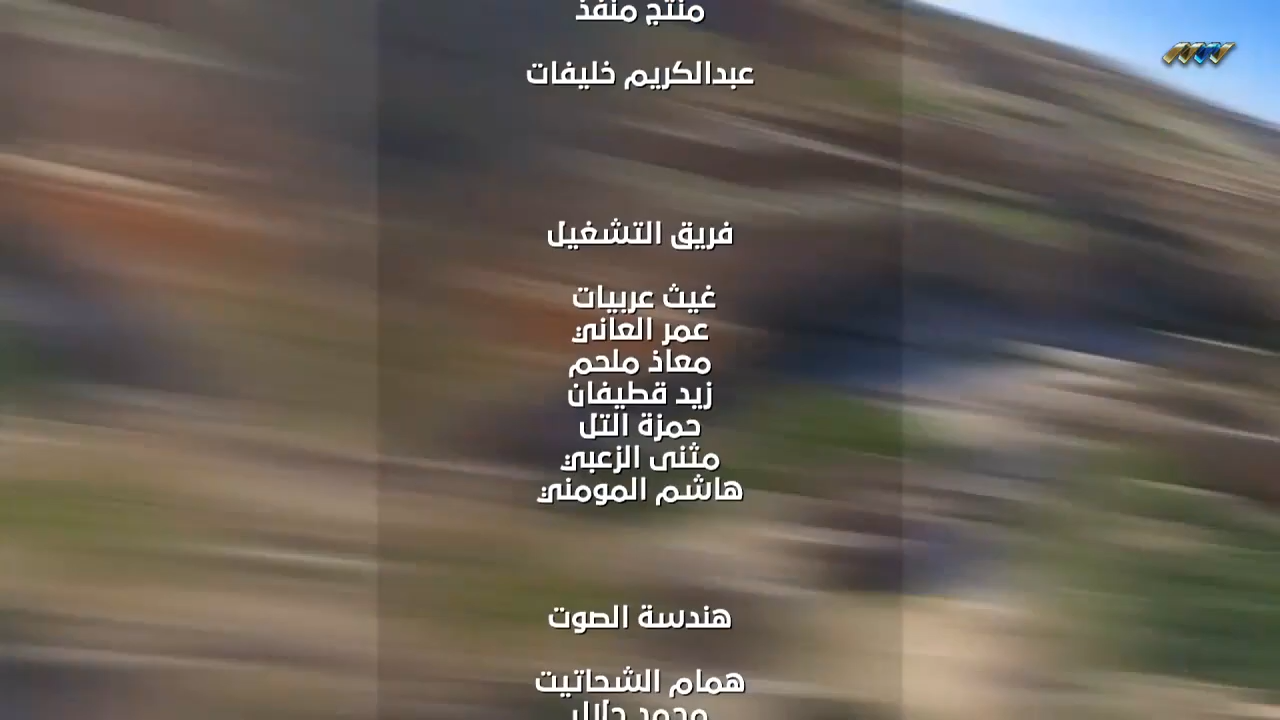 منتج منفذ
عبدالكريم خليفات
فريق التشغيل
غيث عربيات
عمر العاني
معاذ ملحم
زيد قطيفان
حمزة التل
مثنى الزعبي
هاشم المومني
هندسة الصوت
همام الشحاتيت
محمد